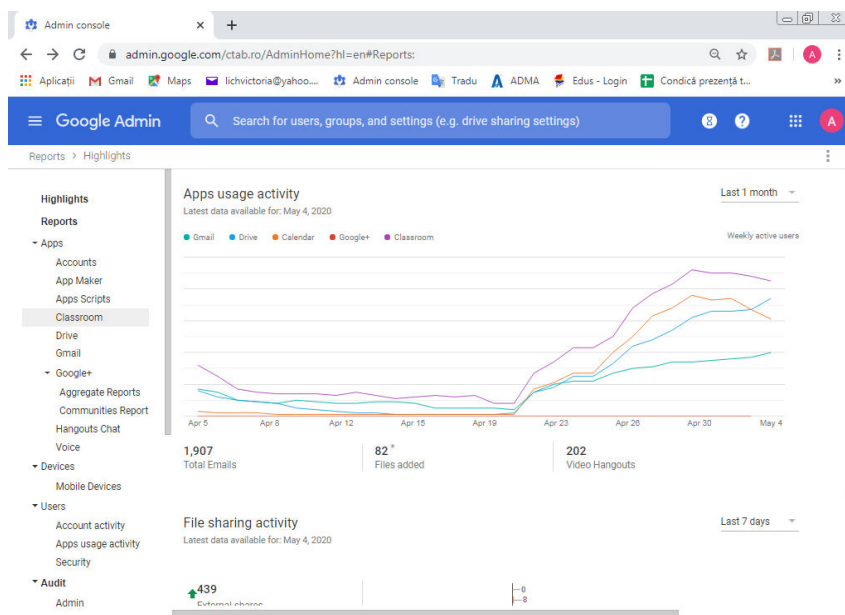 Admin console
admin.google.com/ctab.ro/AdminHome?hl=en#Reports:
A
Aplicații
Gmail
Maps
lichvictoria@yahoo....
Admin console
Tradu
ADMA
Edus - Login
Condică prezență t...
»
Google Admin
Search for users, groups, and settings (e.g. drive sharing settings)
A
Reports > Highlights
Highlights
Reports
Apps
Accounts
App Maker
Apps Scripts
Classroom
Drive
Gmail
Google+
Aggregate Reports
Communities Report
Hangouts Chat
Voice
Devices
Mobile Devices
Users
Account activity
Apps usage activity
Security
Audit
Admin
Apps usage activity
Last 1 month
Latest data available for: May 4, 2020
Gmail Drive Calendar Google+ Classroom
Weekly active users
Apr 5 Apr 8 Apr 12 Apr 15 Apr 19 Apr 23 Apr 26 Apr 30 May 4
1,907
Total Emails
82 *
Files added
202
Video Hangouts
File sharing activity
Last 7 days
Latest data available for: May 4, 2020
439
External shares
0
8